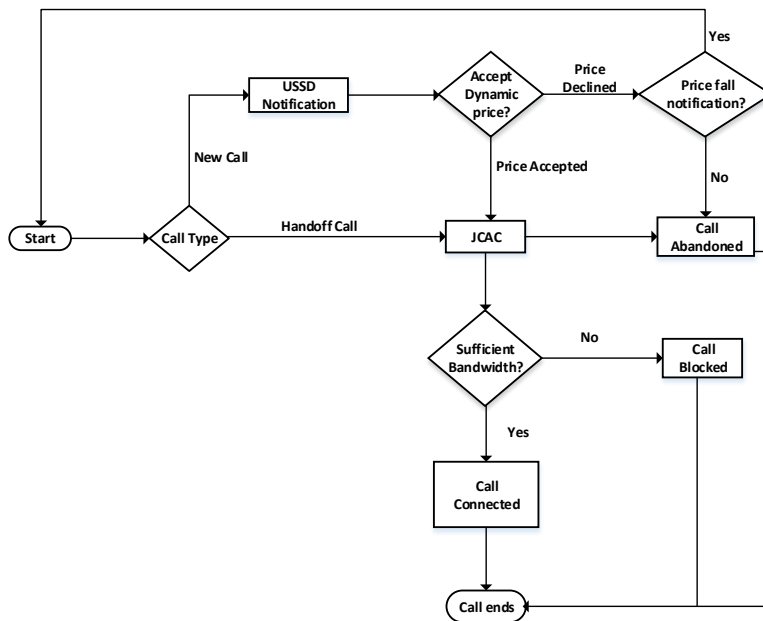 Yes
USSD
Notification
Accept
Dynamic
price?
Price
Declined
Price fall
notification?
New Call
Price Accepted
No
Start
Call Type
Handoff Call
JCAC
Call
Abandoned
Sufficient
Bandwidth?
No
Call
Blocked
Yes
Call
Connected
Call ends